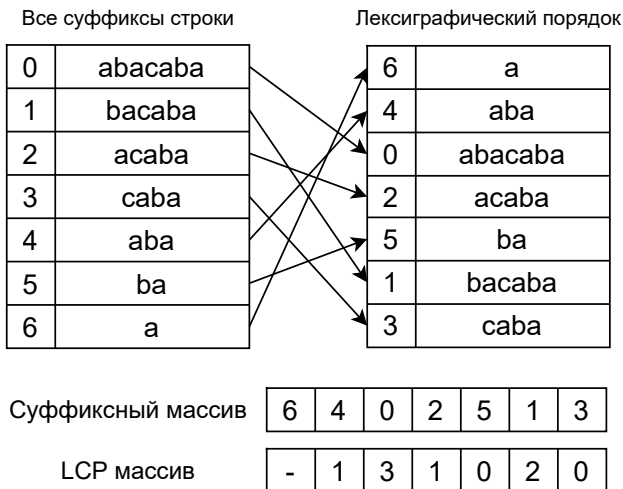 Все суффиксы строки Лексиграфический порядок
0 abacaba 6 a
1 bacaba 4 aba
2 acaba 0 abacaba
3 caba 2 acaba
4 aba 5 ba
5 ba 1 bacaba
6 a 3 caba
Суффиксный массив 6 4 0 2 5 1 3
LCP массив - 1 3 1 0 2 0